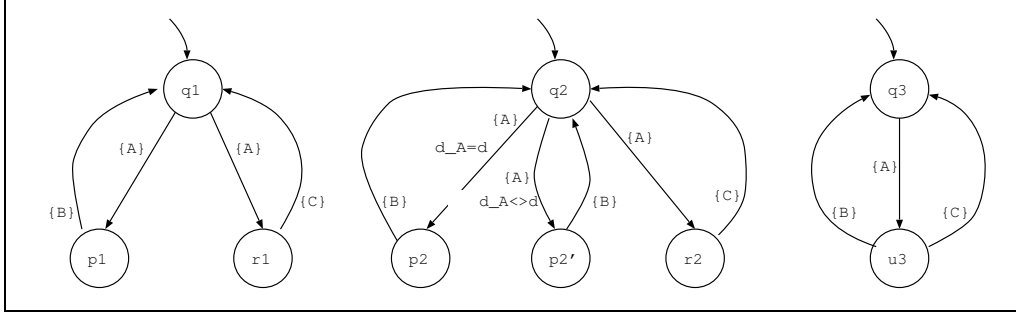 q1
{A}
{A}
{B}
{C}
p1
r1
q2
{A}
d_A=d
{A}
d_A<>d
{A}
{B}
{B}
{C}
p2
p2'
r2
q3
{A}
{B}
{C}
u3